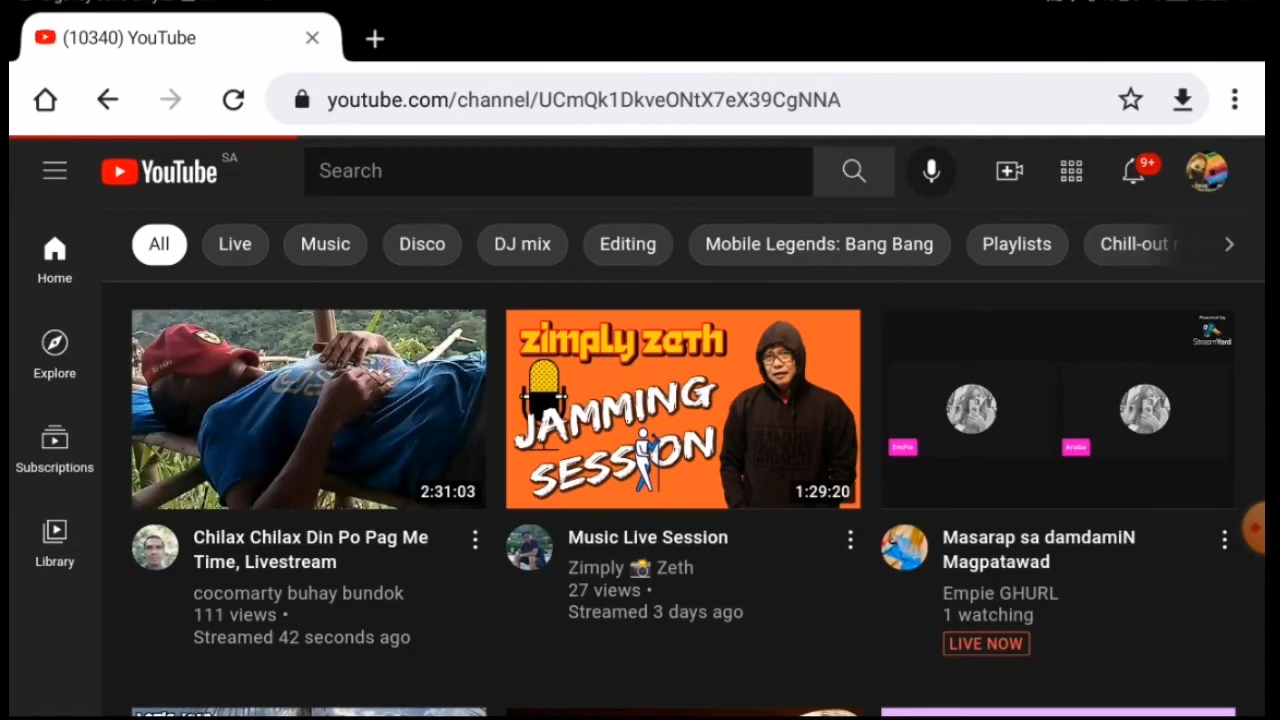 (10340) YouTube
youtube.com/channel/UCmQk1DkveONtX7eX39CgNNA
YouTube SA
Search
9+
All Live Music Disco DJ mix Editing Mobile Legends: Bang Bang Playlists Chill-out
Home
Explore
Subscriptions
Library
2:31:03
zimply zeth
JAMMING
SESSION
1:29:20
Powered by
StreamYard
EmPie
Araba
Chilax Chilax Din Po Pag Me
Time, Livestream
cocomarty buhay bundok
111 views •
Streamed 42 seconds ago
Music Live Session
Zimply 📸 Zeth
27 views •
Streamed 3 days ago
Masarap sa damdamiN
Magpatawad
Empie GHURL
1 watching
LIVE NOW